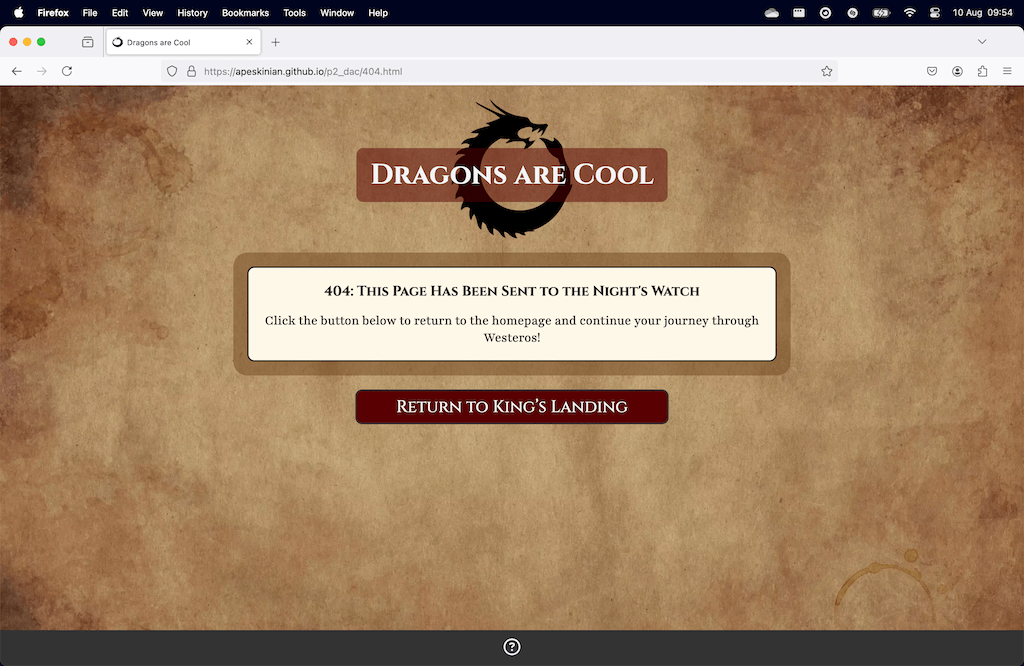 Firefox File Edit View History Bookmarks Tools Window Help 10 Aug 09:54
Dragons are Cool
https://apeskinian.github.io/p2_dac/404.html
Dragons are Cool
404: This Page Has Been Sent to the Night's Watch
Click the button below to return to the homepage and continue your journey through
Westeros!
Return to King's Landing
?